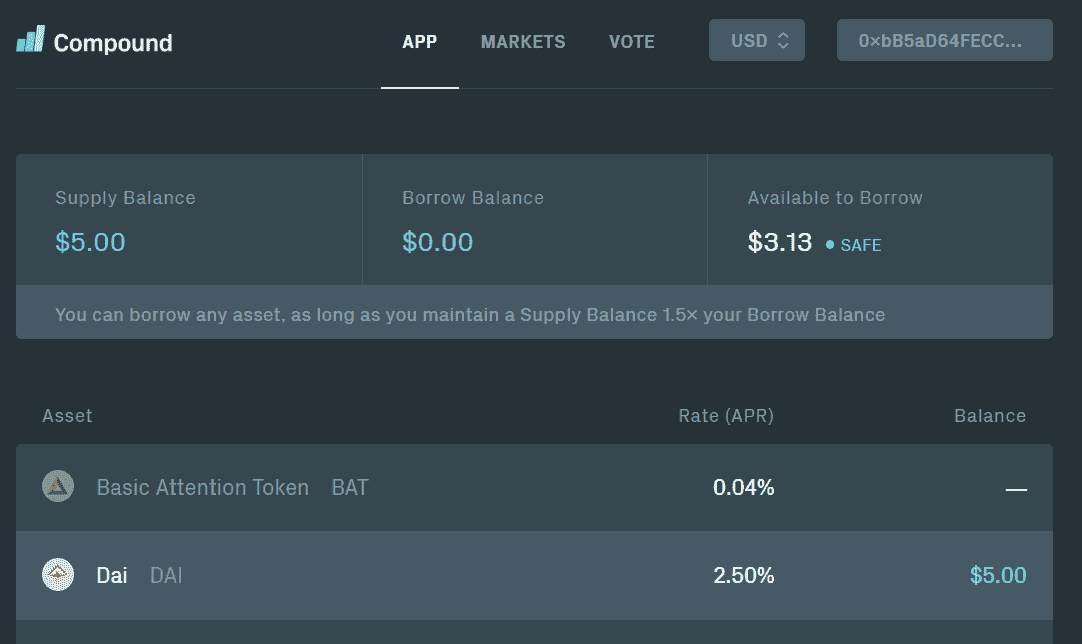 Compound APP MARKETS VOTE USD 0×bB5aD64FECC...
Supply Balance Borrow Balance Available to Borrow
$5.00 $0.00 $3.13 SAFE
You can borrow any asset, as long as you maintain a Supply Balance 1.5× your Borrow Balance
Asset Rate (APR) Balance
Basic Attention Token BAT 0.04% —
Dai DAI 2.50% $5.00